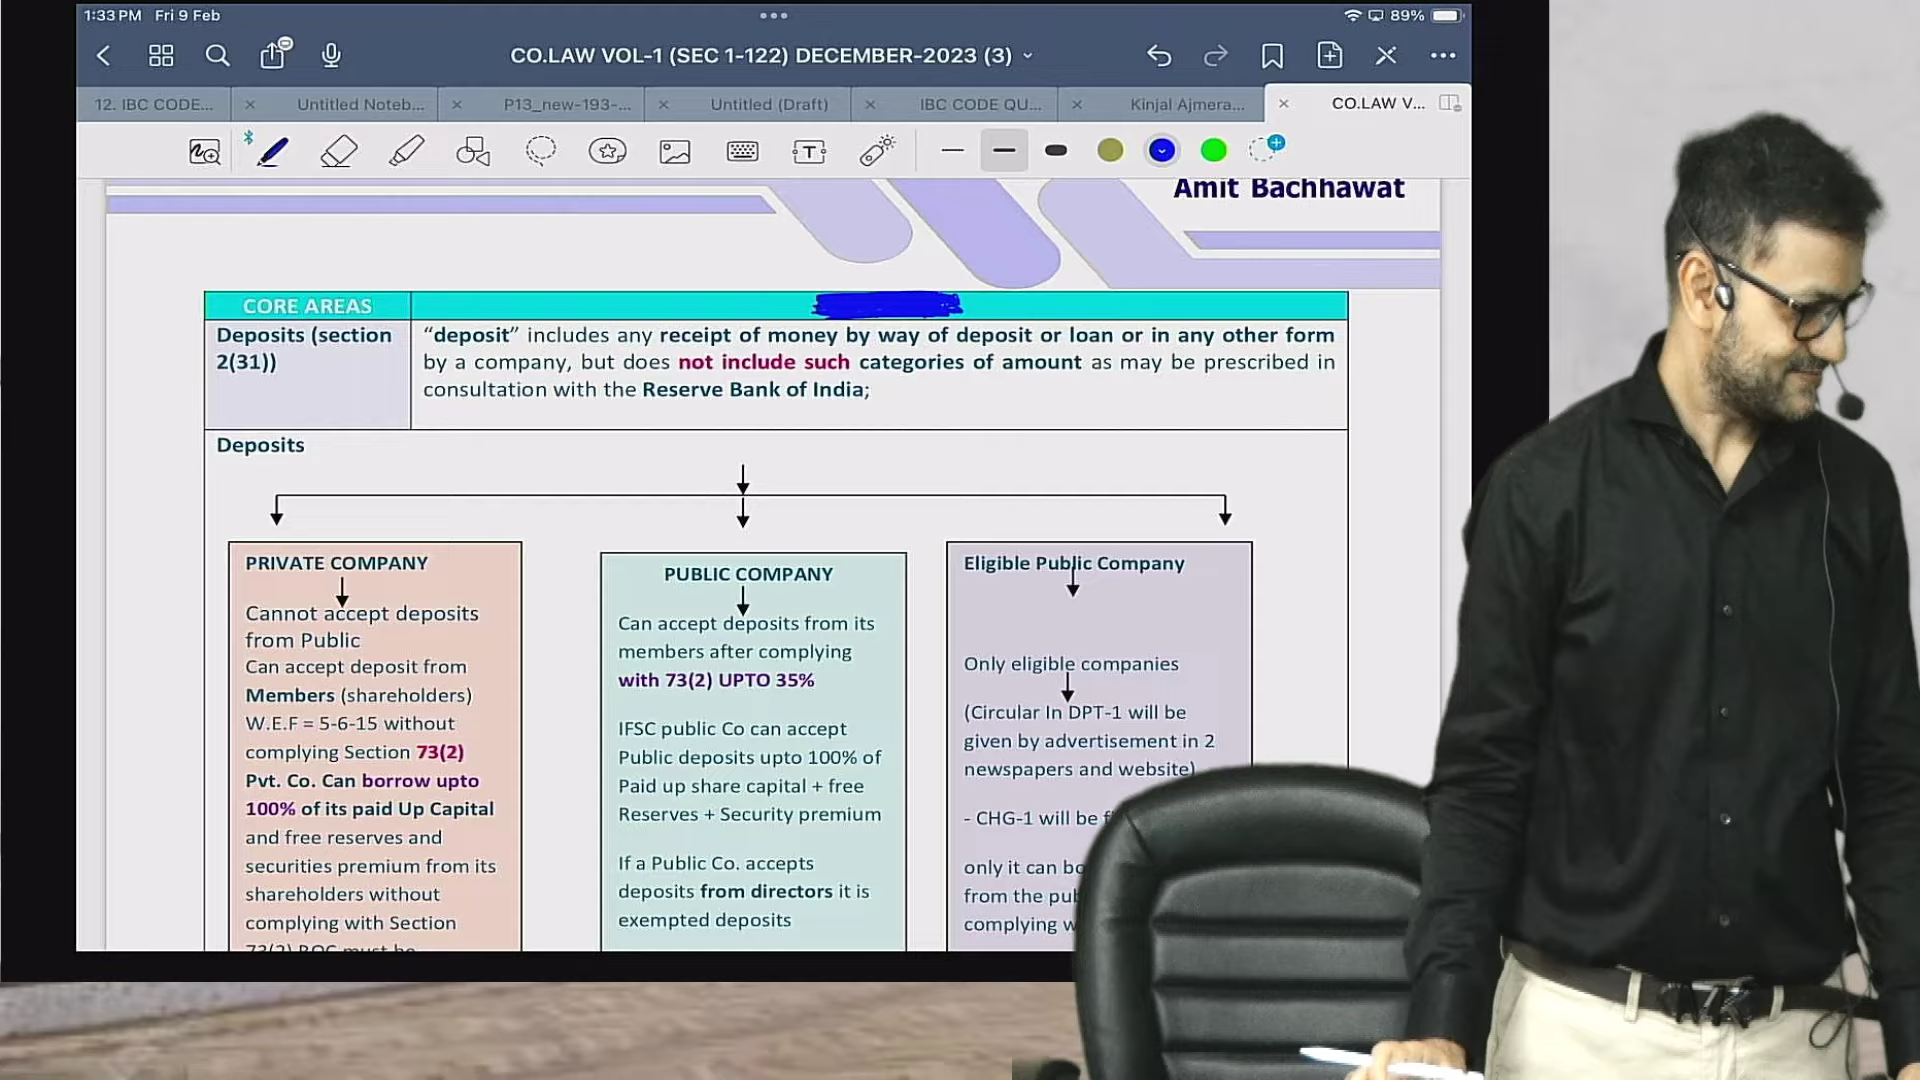 1:33 PM Fri 9 Feb
89%
CO.LAW VOL-1 (SEC 1-122) DECEMBER-2023 (3)
12. IBC CODE...
Untitled Noteb...
P13_new-193-...
Untitled (Draft)
IBC CODE QU...
Kinjal Ajmera...
CO.LAW V...
Amit Bachhawat
CORE AREAS
Deposits (section
2(31))
“deposit” includes any receipt of money by way of deposit or loan or in any other form
by a company, but does not include such categories of amount as may be prescribed in
consultation with the Reserve Bank of India;
Deposits
PRIVATE COMPANY
Cannot accept deposits
from Public
Can accept deposit from
Members (shareholders)
W.E.F = 5-6-15 without
complying Section 73(2)
Pvt. Co. Can borrow upto
100% of its paid Up Capital
and free reserves and
securities premium from its
shareholders without
complying with Section
73(2) ROC must be
PUBLIC COMPANY
Can accept deposits from its
members after complying
with 73(2) UPTO 35%
IFSC public Co can accept
Public deposits upto 100% of
Paid up share capital + free
Reserves + Security premium
If a Public Co. accepts
deposits from directors it is
exempted deposits
Eligible Public Company
Only eligible companies
(Circular In DPT-1 will be
given by advertisement in 2
newspapers and website)
- CHG-1 will be
only it can
from the
complying